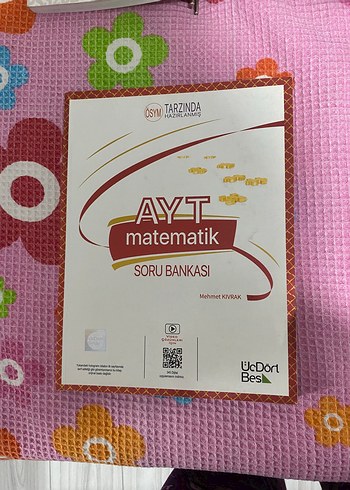 ÖSYM
TARZINDA
HAZIRLANMIŞ
AYT
matematik
SORU BANKASI
Mehmet KIVRAK
ÜçDört
Beş